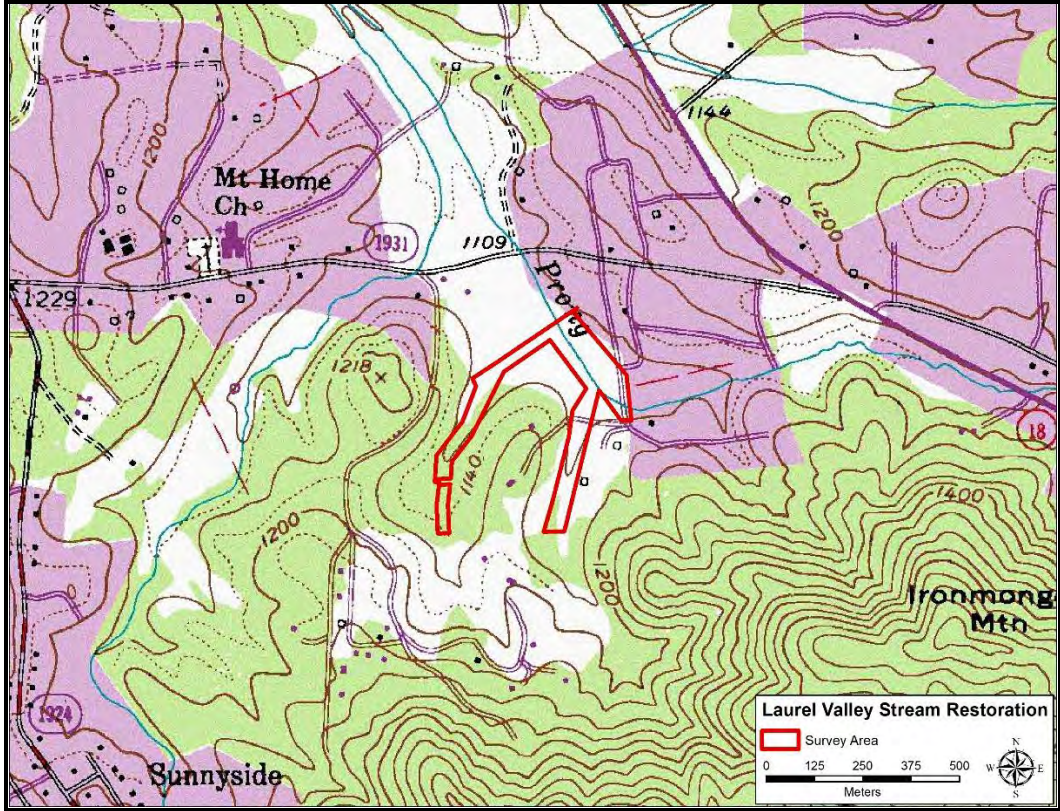 1144
1200
Mt Home
Ch
1931
1109
1200
Prong
1229
1218
18
1140
1400
1200
1200
Ironmong
Mtn
1924
Sunnyside
Laurel Valley Stream Restoration
Survey Area
0 125 250 375 500
Meters
N
W E
S